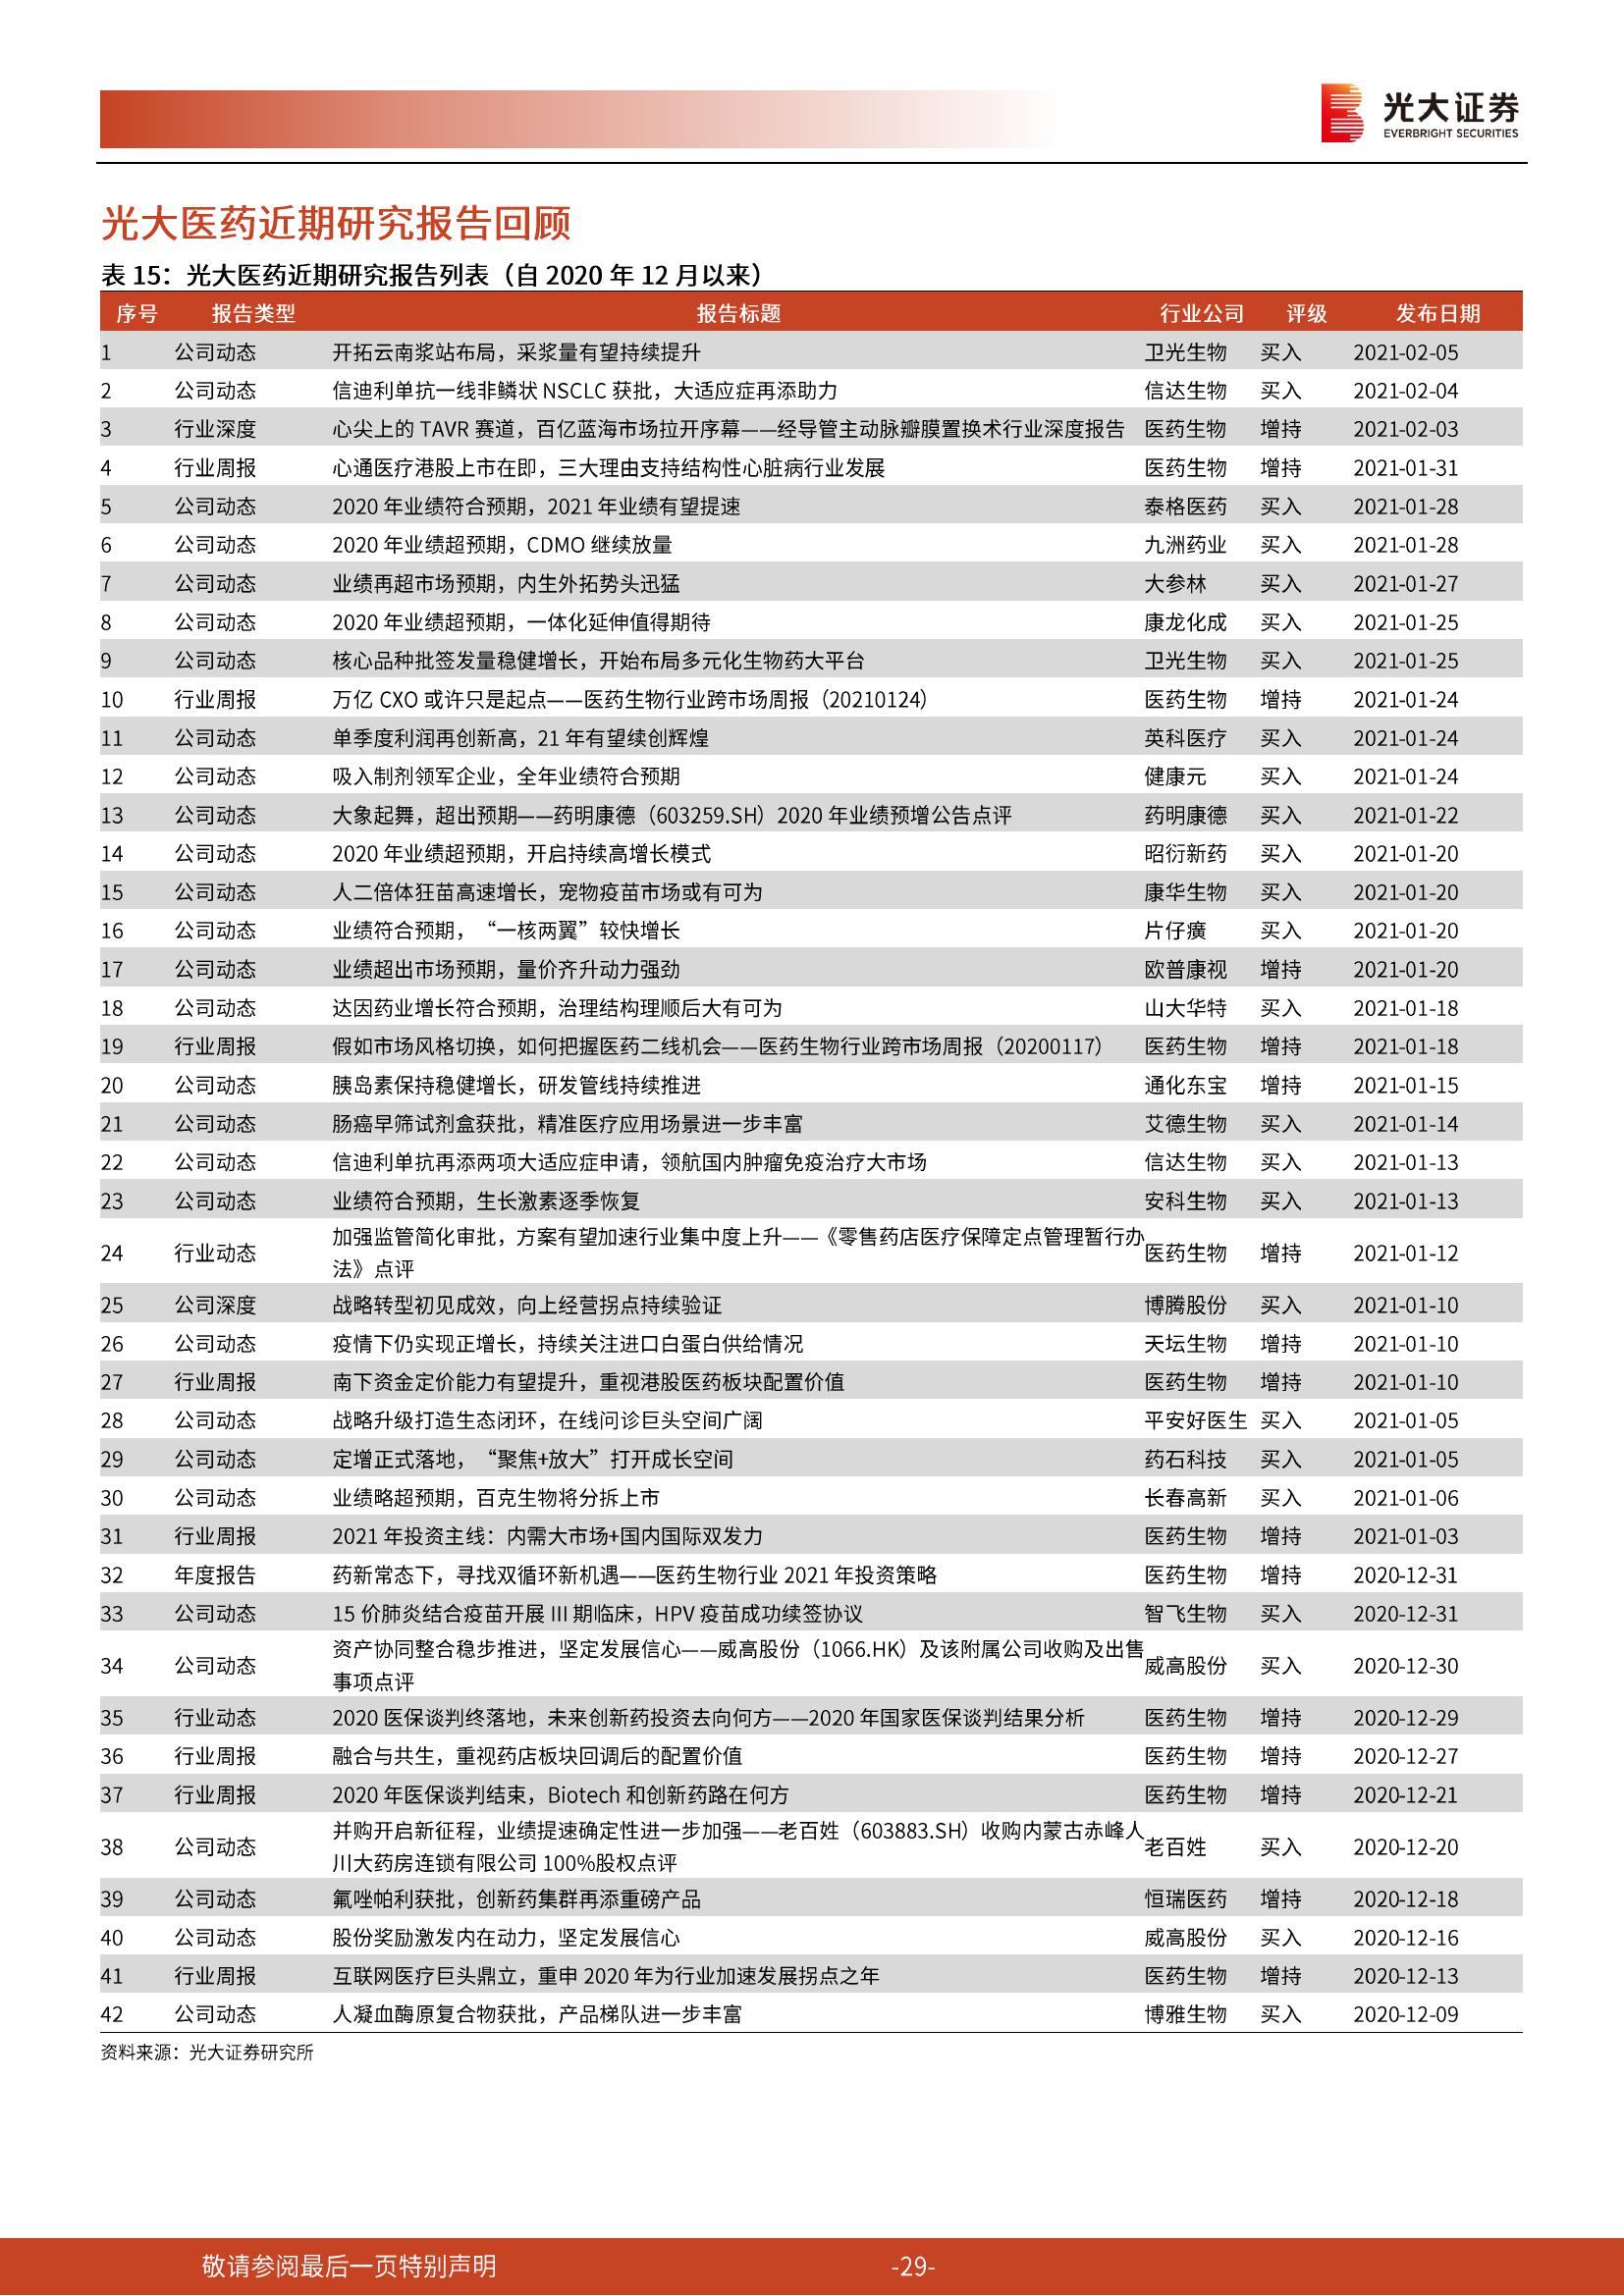 光大证券
EVERBRIGHT SECURITIES
光大医药近期研究报告回顾
表 15：光大医药近期研究报告列表（自 2020 年 12 月以来）
序号 报告类型 报告标题 行业公司 评级 发布日期
1 公司动态 开拓云南浆站布局，采浆量有望持续提升 卫光生物 买入 2021-02-05
2 公司动态 信迪利单抗一线非鳞状 NSCLC 获批，大适应症再添助力 信达生物 买入 2021-02-04
3 行业深度 心尖上的 TAVR 赛道，百亿蓝海市场拉开序幕——经导管主动脉瓣膜置换术行业深度报告 医药生物 增持 2021-02-03
4 行业周报 心通医疗港股上市在即，三大理由支持结构性心脏病行业发展 医药生物 增持 2021-01-31
5 公司动态 2020 年业绩符合预期，2021 年业绩有望提速 泰格医药 买入 2021-01-28
6 公司动态 2020 年业绩超预期，CDMO 继续放量 九洲药业 买入 2021-01-28
7 公司动态 业绩再超市场预期，内生外拓势头迅猛 大参林 买入 2021-01-27
8 公司动态 2020 年业绩超预期，一体化延伸值得期待 康龙化成 买入 2021-01-25
9 公司动态 核心品种批签发量稳健增长，开始布局多元化生物药大平台 卫光生物 买入 2021-01-25
10 行业周报 万亿 CXO 或许只是起点——医药生物行业跨市场周报（20210124） 医药生物 增持 2021-01-24
11 公司动态 单季度利润再创新高，21 年有望续创辉煌 英科医疗 买入 2021-01-24
12 公司动态 吸入制剂领军企业，全年业绩符合预期 健康元 买入 2021-01-24
13 公司动态 大象起舞，超出预期——药明康德（603259.SH）2020 年业绩预增公告点评 药明康德 买入 2021-01-22
14 公司动态 2020 年业绩超预期，开启持续高增长模式 昭衍新药 买入 2021-01-20
15 公司动态 人二倍体狂苗高速增长，宠物疫苗市场或有可为 康华生物 买入 2021-01-20
16 公司动态 业绩符合预期，“一核两翼”较快增长 片仔癀 买入 2021-01-20
17 公司动态 业绩超出市场预期，量价齐升动力强劲 欧普康视 增持 2021-01-20
18 公司动态 达因药业增长符合预期，治理结构理顺后大有可为 山大华特 买入 2021-01-18
19 行业周报 假如市场风格切换，如何把握医药二线机会——医药生物行业跨市场周报（20200117） 医药生物 增持 2021-01-18
20 公司动态 胰岛素保持稳健增长，研发管线持续推进 通化东宝 增持 2021-01-15
21 公司动态 肠癌早筛试剂盒获批，精准医疗应用场景进一步丰富 艾德生物 买入 2021-01-14
22 公司动态 信迪利单抗再添两项大适应症申请，领航国内肿瘤免疫治疗大市场 信达生物 买入 2021-01-13
23 公司动态 业绩符合预期，生长激素逐季恢复 安科生物 买入 2021-01-13
24 行业动态 加强监管简化审批，方案有望加速行业集中度上升——《零售药店医疗保障定点管理暂行办
法》点评 医药生物 增持 2021-01-12
25 公司深度 战略转型初见成效，向上经营拐点持续验证 博腾股份 买入 2021-01-10
26 公司动态 疫情下仍实现正增长，持续关注进口白蛋白供给情况 天坛生物 增持 2021-01-10
27 行业周报 南下资金定价能力有望提升，重视港股医药板块配置价值 医药生物 增持 2021-01-10
28 公司动态 战略升级打造生态闭环，在线问诊巨头空间广阔 平安好医生 买入 2021-01-05
29 公司动态 定增正式落地，“聚焦+放大”打开成长空间 药石科技 买入 2021-01-05
30 公司动态 业绩略超预期，百克生物将分拆上市 长春高新 买入 2021-01-06
31 行业周报 2021 年投资主线：内需大市场+国内国际双发力 医药生物 增持 2021-01-03
32 年度报告 药新常态下，寻找双循环新机遇——医药生物行业 2021 年投资策略 医药生物 增持 2020-12-31
33 公司动态 15 价肺炎结合疫苗开展 III 期临床，HPV 疫苗成功续签协议 智飞生物 买入 2020-12-31
34 公司动态 资产协同整合稳步推进，坚定发展信心——威高股份（1066.HK）及该附属公司收购及出售
事项点评 威高股份 买入 2020-12-30
35 行业动态 2020 医保谈判终落地，未来创新药投资去向何方——2020 年国家医保谈判结果分析 医药生物 增持 2020-12-29
36 行业周报 融合与共生，重视药店板块回调后的配置价值 医药生物 增持 2020-12-27
37 行业周报 2020 年医保谈判结束，Biotech 和创新药路在何方 医药生物 增持 2020-12-21
38 公司动态 并购开启新征程，业绩提速确定性进一步加强——老百姓（603883.SH）收购内蒙古赤峰人
川大药房连锁有限公司 100%股权点评 老百姓 买入 2020-12-20
39 公司动态 氟唑帕利获批，创新药集群再添重磅产品 恒瑞医药 增持 2020-12-18
40 公司动态 股份奖励激发内在动力，坚定发展信心 威高股份 买入 2020-12-16
41 行业周报 互联网医疗巨头鼎立，重申 2020 年为行业加速发展拐点之年 医药生物 增持 2020-12-13
42 公司动态 人凝血酶原复合物获批，产品梯队进一步丰富 博雅生物 买入 2020-12-09
资料来源：光大证券研究所
敬请参阅最后一页特别声明 -29-